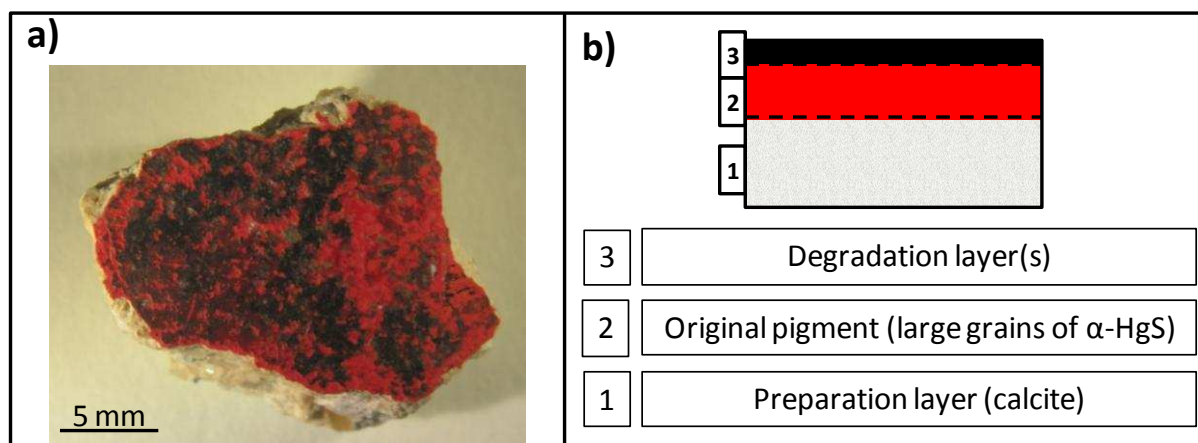 a)
5 mm
b)
3
2
1
3 Degradation layer(s)
2 Original pigment (large grains of α-HgS)
1 Preparation layer (calcite)